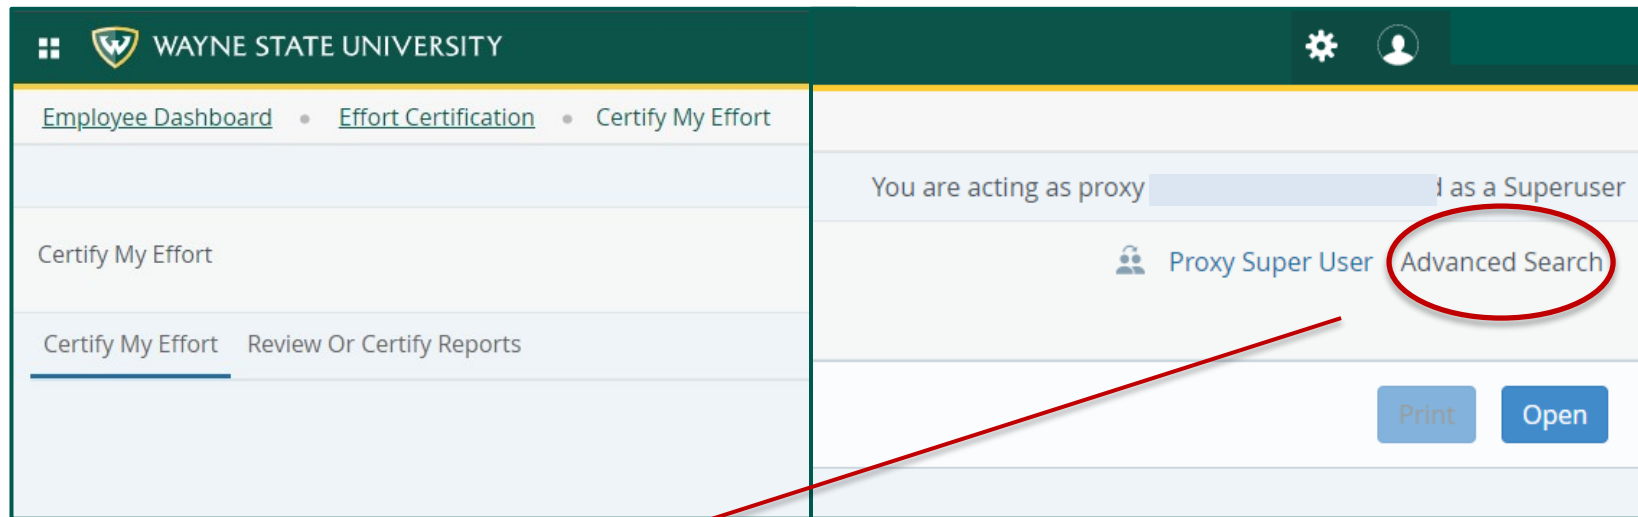 WAYNE STATE UNIVERSITY
Employee Dashboard • Effort Certification • Certify My Effort
You are acting as proxy as a Superuser
Certify My Effort
Proxy Super User Advanced Search
Certify My Effort Review Or Certify Reports
Print Open